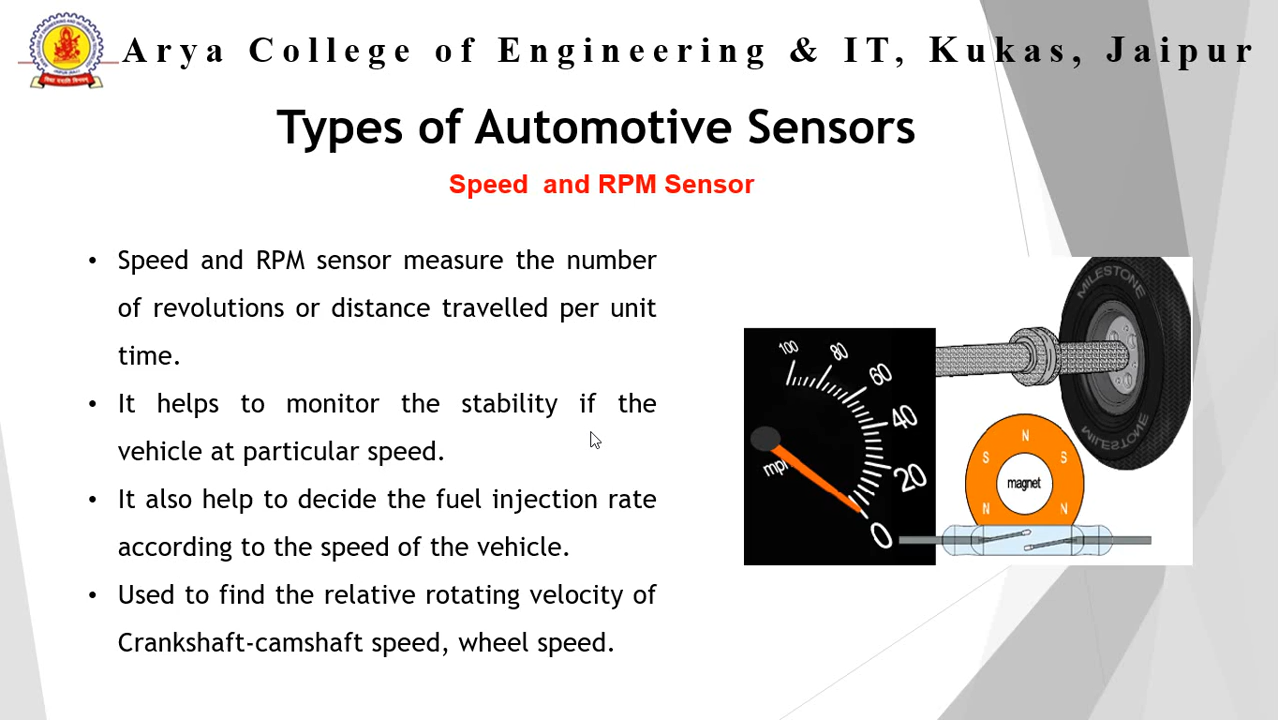 Arya College of Engineering & IT, Kukas, Jaipur
Types of Automotive Sensors
Speed and RPM Sensor
• Speed and RPM sensor measure the number
of revolutions or distance travelled per unit
time.
• It helps to monitor the stability if the
vehicle at particular speed.
• It also help to decide the fuel injection rate
according to the speed of the vehicle.
• Used to find the relative rotating velocity of
Crankshaft-camshaft speed, wheel speed.
100
80
60
40
20
0
MILESTONE
MILESTONE
N
S
S
magnet
N
N